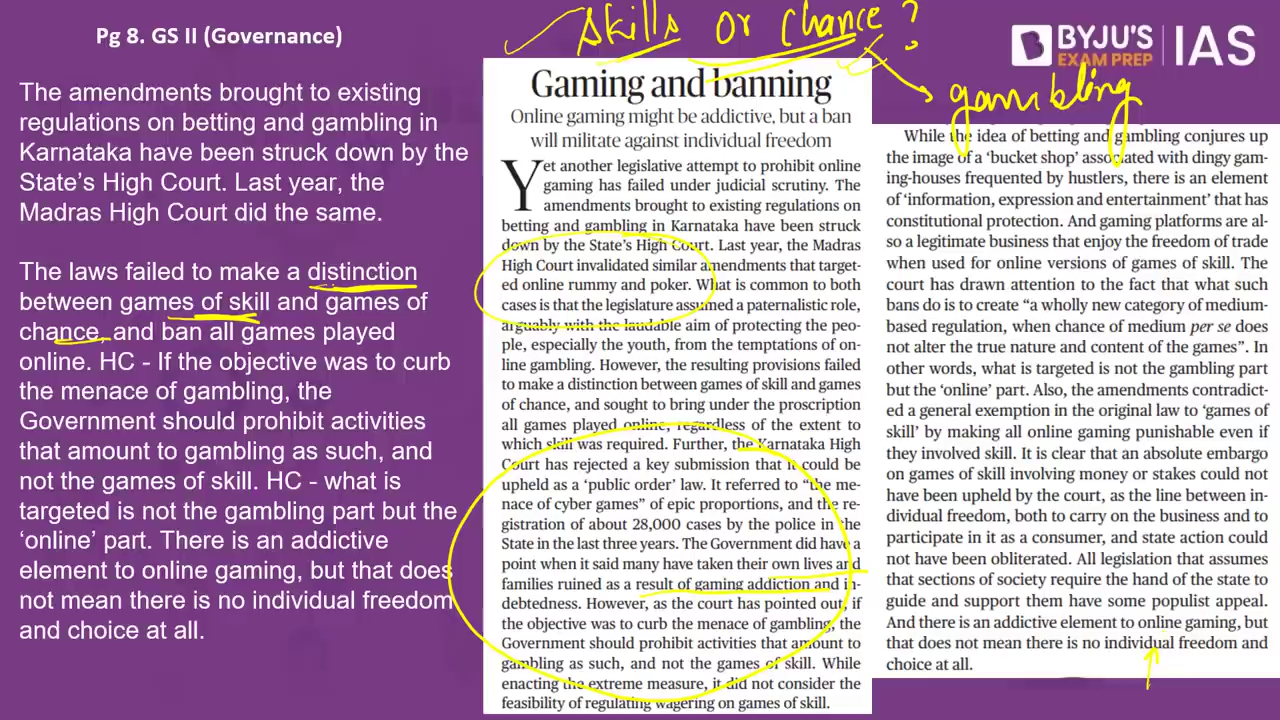 Pg 8. GS II (Governance)
Skills or chance ?
gambling
BYJU'S
EXAM PREP
IAS
The amendments brought to existing
regulations on betting and gambling in
Karnataka have been struck down by the
State's High Court. Last year, the
Madras High Court did the same.
The laws failed to make a distinction
between games of skill and games of
chance, and ban all games played
online. HC - If the objective was to curb
the menace of gambling, the
Government should prohibit activities
that amount to gambling as such, and
not the games of skill. HC - what is
targeted is not the gambling part but the
'online' part. There is an addictive
element to online gaming, but that does
not mean there is no individual freedom
and choice at all.
Gaming and banning
Online gaming might be addictive, but a ban
will militate against individual freedom
Yet another legislative attempt to prohibit online
gaming has failed under judicial scrutiny. The
amendments brought to existing regulations on
betting and gambling in Karnataka have been struck
down by the State's High Court. Last year, the Madras
High Court invalidated similar amendments that target-
ed online rummy and poker. What is common to both
cases is that the legislature assumed a paternalistic role,
arguably with the laudable aim of protecting the peo-
ple, especially the youth, from the temptations of on-
line gambling. However, the resulting provisions failed
to make a distinction between games of skill and games
of chance, and sought to bring under the proscription
all games played online, regardless of the extent to
which skill was required. Further, the Karnataka High
Court has rejected a key submission that it could be
upheld as a 'public order' law. It referred to "the me-
nace of cyber games" of epic proportions, and the re-
gistration of about 28,000 cases by the police in the
State in the last three years. The Government did have a
point when it said many have taken their own lives and
families ruined as a result of gaming addiction and in-
debtedness. However, as the court has pointed out, if
the objective was to curb the menace of gambling, the
Government should prohibit activities that amount to
gambling as such, and not the games of skill. While
enacting the extreme measure, it did not consider the
feasibility of regulating wagering on games of skill.
While the idea of betting and gambling conjures up
the image of a 'bucket shop' associated with dingy gam-
ing-houses frequented by hustlers, there is an element
of 'information, expression and entertainment' that has
constitutional protection. And gaming platforms are al-
so a legitimate business that enjoy the freedom of trade
when used for online versions of games of skill. The
court has drawn attention to the fact that what such
bans do is to create "a wholly new category of medium-
based regulation, when chance of medium per se does
not alter the true nature and content of the games". In
other words, what is targeted is not the gambling part
but the 'online' part. Also, the amendments contradict-
ed a general exemption in the original law to 'games of
skill' by making all online gaming punishable even if
they involved skill. It is clear that an absolute embargo
on games of skill involving money or stakes could not
have been upheld by the court, as the line between in-
dividual freedom, both to carry on the business and to
participate in it as a consumer, and state action could
not have been obliterated. All legislation that assumes
that sections of society require the hand of the state to
guide and support them have some populist appeal.
And there is an addictive element to online gaming, but
that does not mean there is no individual freedom and
choice at all.